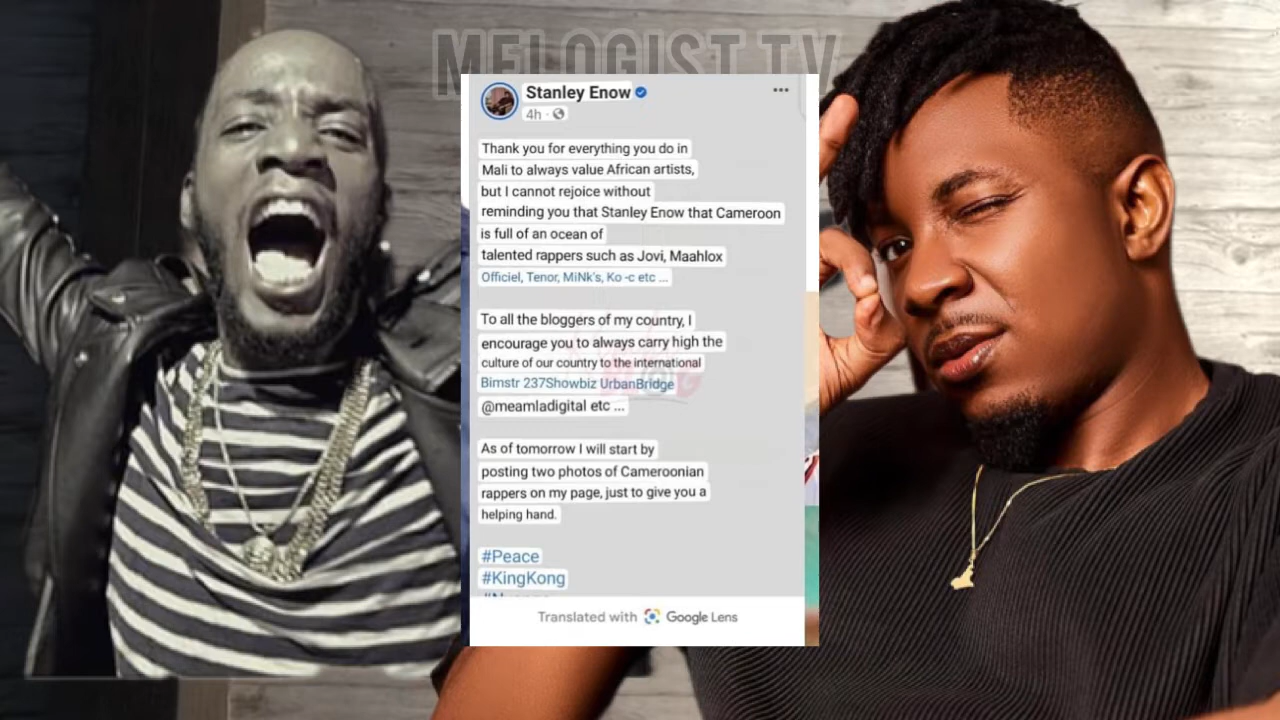 MELOGIST TV
Stanley Enow
4h
Thank you for everything you do in
Mali to always value African artists,
but I cannot rejoice without
reminding you that Stanley Enow that Cameroon
is full of an ocean of
talented rappers such as Jovi, Maahlox
Officiel, Tenor, MiNk's, Ko -c etc ...
To all the bloggers of my country, I
encourage you to always carry high the
culture of our country to the international
Bimstr 237Showbiz UrbanBridge
@meamladigital etc ...
As of tomorrow I will start by
posting two photos of Cameroonian
rappers on my page, just to give you a
helping hand.
#Peace
#KingKong
Translated with Google Lens